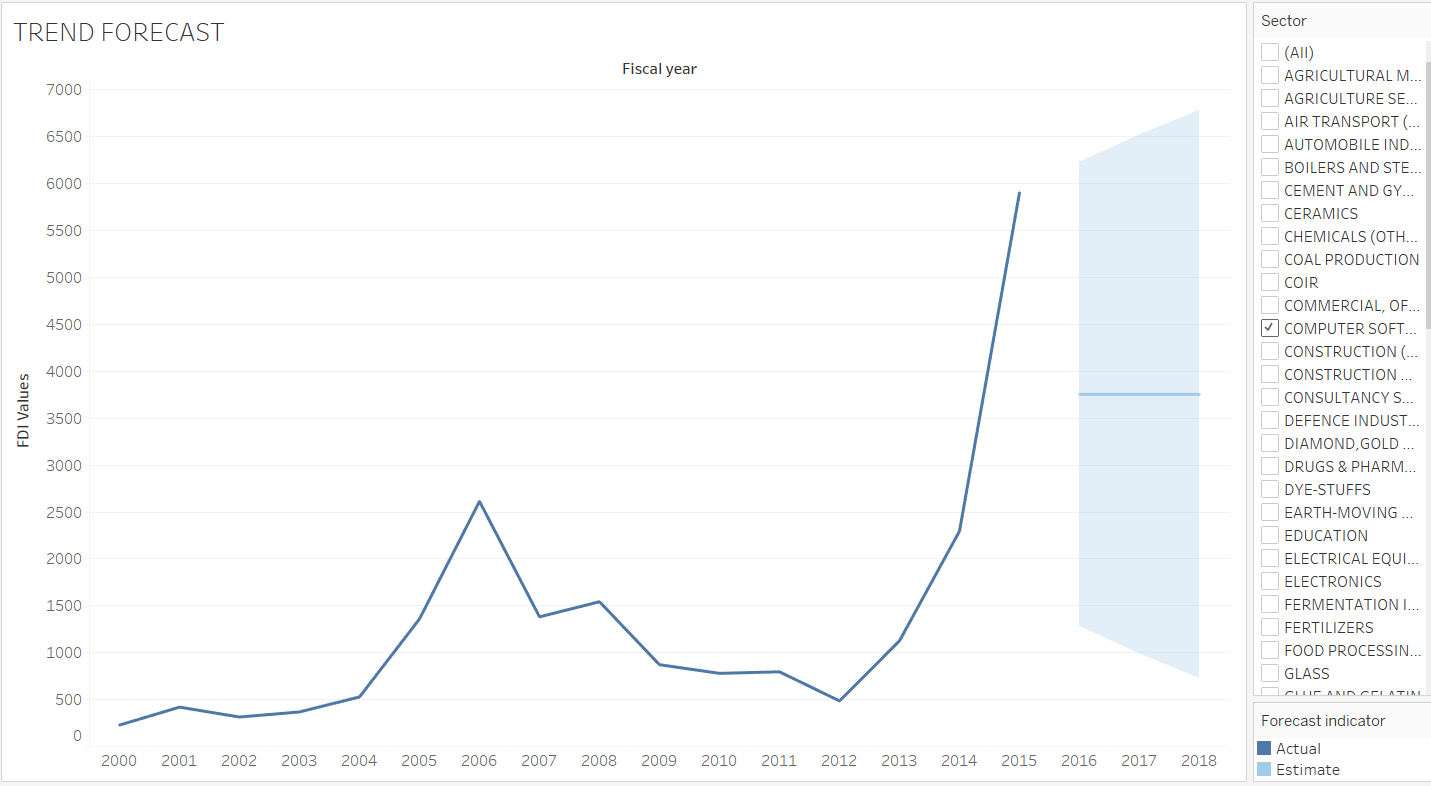 TREND FORECAST
Fiscal year
7000
6500
6000
5500
5000
4500
4000
3500
3000
2500
2000
1500
1000
500
0
FDI Values
2000 2001 2002 2003 2004 2005 2006 2007 2008 2009 2010 2011 2012 2013 2014 2015 2016 2017 2018
Sector
(All)
AGRICULTURAL M...
AGRICULTURE SE...
AIR TRANSPORT (...
AUTOMOBILE IND...
BOILERS AND STE...
CEMENT AND GY...
CERAMICS
CHEMICALS (OTH...
COAL PRODUCTION
COIR
COMMERCIAL, OF...
COMPUTER SOFT...
CONSTRUCTION (...
CONSTRUCTION ...
CONSULTANCY S...
DEFENCE INDUST...
DIAMOND,GOLD ...
DRUGS & PHARM...
DYE-STUFFS
EARTH-MOVING ...
EDUCATION
ELECTRICAL EQUI...
ELECTRONICS
FERMENTATION I...
FERTILIZERS
FOOD PROCESSIN...
GLASS
GLUE AND GELATIN
Forecast indicator
Actual
Estimate